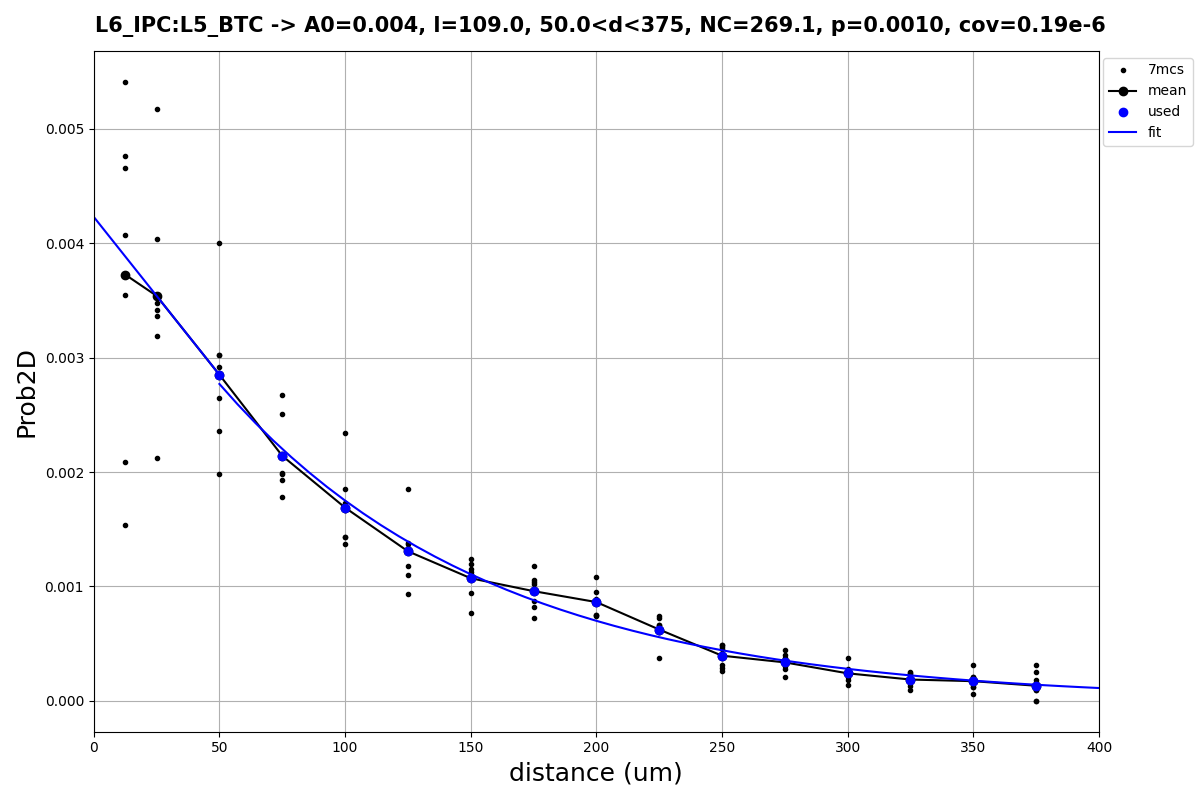 L6_IPC:L5_BTC -> A0=0.004, l=109.0, 50.0<d<375, NC=269.1, p=0.0010, cov=0.19e-6
7mcs
mean
used
fit
Prob2D
0.005
0.004
0.003
0.002
0.001
0.000
0 50 100 150 200 250 300 350 400
distance (um)